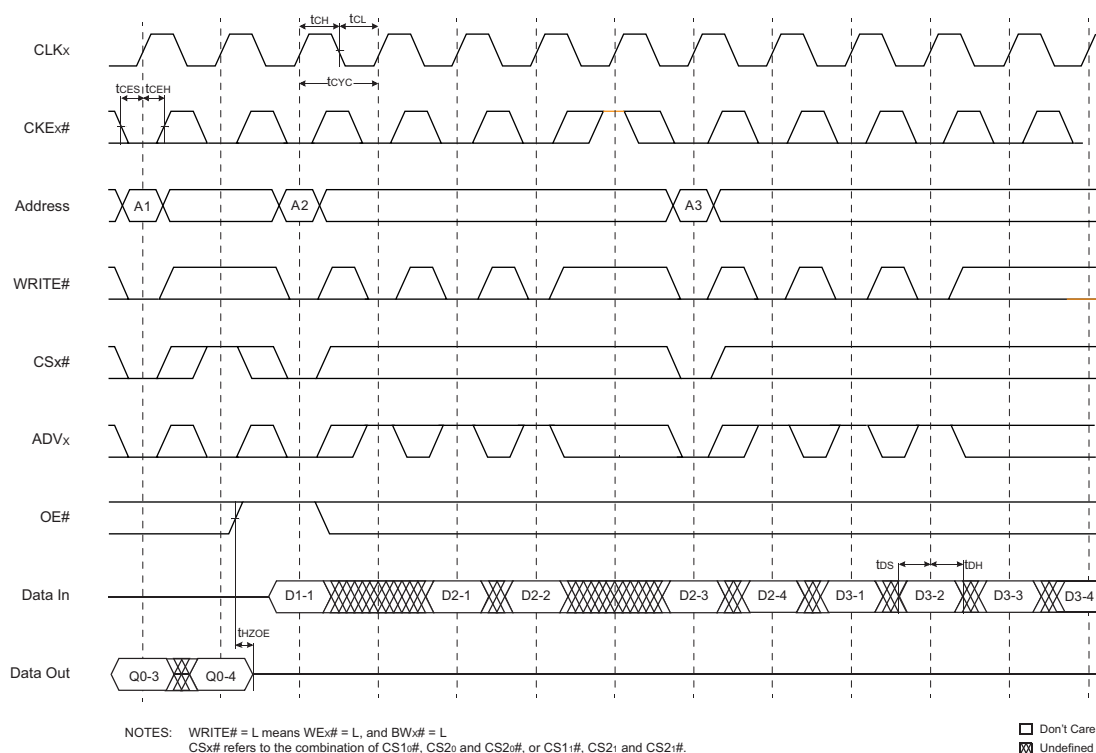 tCH tCL
CLKx
tCYC
tCES tCEH
CKEx#
Address A1 A2 A3
WRITE#
CSx#
ADVx
OE#
tDS tDH
Data In D1-1 D2-1 D2-2 D2-3 D2-4 D3-1 D3-2 D3-3 D3-4
tHZOE
Data Out Q0-3 Q0-4
NOTES: WRITE# = L means WEx# = L, and BWx# = L
CSx# refers to the combination of CS10#, CS20 and CS20#, or CS11#, CS21 and CS21#.
Don't Care
Undefined